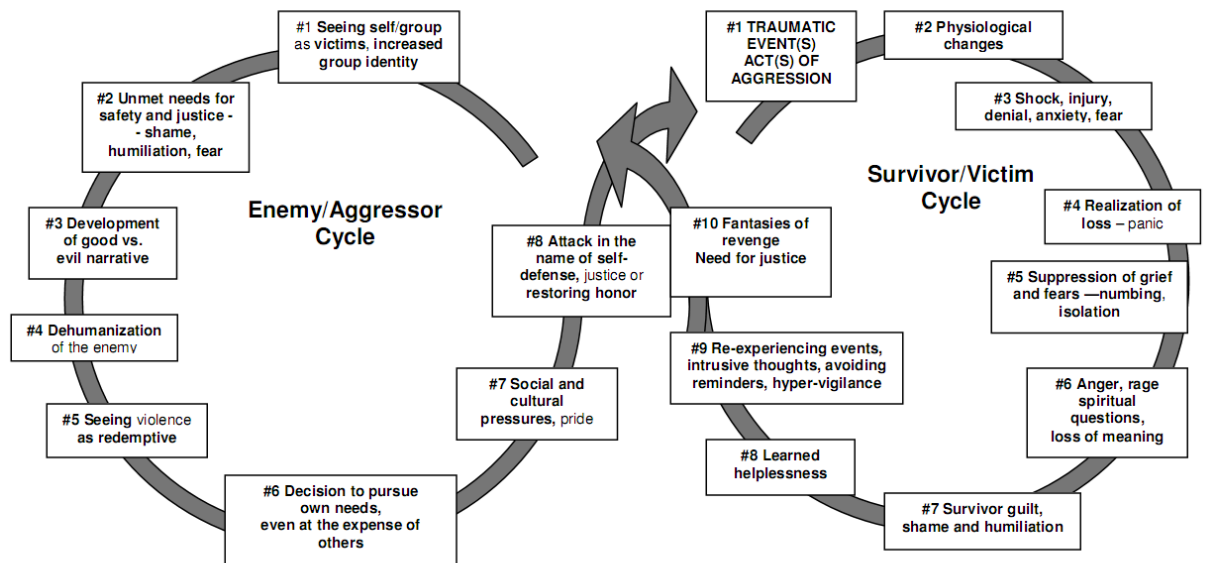 #1 Seeing self/group
as victims, increased
group identity
#2 Unmet needs for
safety and justice -
- shame,
humiliation, fear
#3 Development
of good vs.
evil narrative
#4 Dehumanization
of the enemy
#5 Seeing violence
as redemptive
#6 Decision to pursue
own needs,
even at the expense of
others
#7 Social and
cultural
pressures, pride
#8 Attack in the
name of self-
defense, justice or
restoring honor
Enemy/Aggressor
Cycle
#1 TRAUMATIC
EVENT(S)
ACT(S) OF
AGGRESSION
#2 Physiological
changes
#3 Shock, injury,
denial, anxiety, fear
#4 Realization of
loss – panic
#5 Suppression of grief
and fears —numbing,
isolation
#6 Anger, rage
spiritual
questions,
loss of meaning
#7 Survivor guilt,
shame and humiliation
#8 Learned
helplessness
#9 Re-experiencing events,
intrusive thoughts, avoiding
reminders, hyper-vigilance
#10 Fantasies of
revenge
Need for justice
Survivor/Victim
Cycle